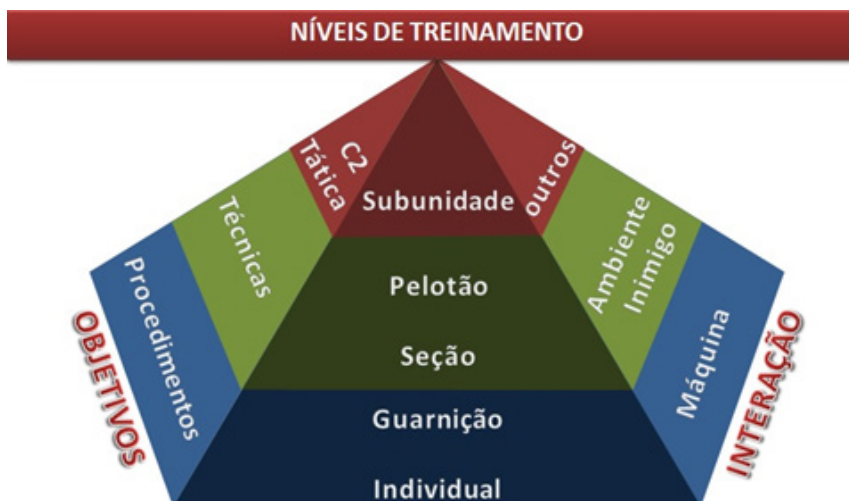 NÍVEIS DE TREINAMENTO
C2
Tática
Subunidade
outros
Técnicas
Pelotão
Seção
Ambiente
Inimigo
Procedimentos
Guarnição
Individual
Máquina
OBJETIVOS
INTERAÇÃO